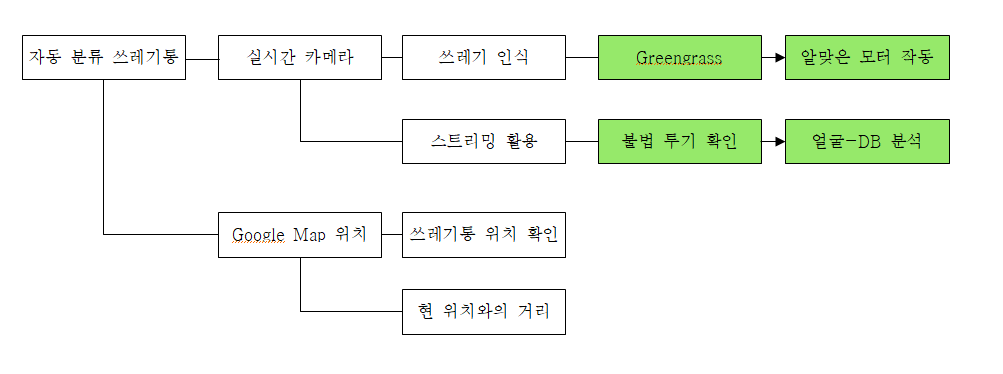 자동 분류 쓰레기통
실시간 카메라
쓰레기 인식
Greengrass
알맞은 모터 작동
스트리밍 활용
불법 투기 확인
얼굴-DB 분석
Google Map 위치
쓰레기통 위치 확인
현 위치와의 거리